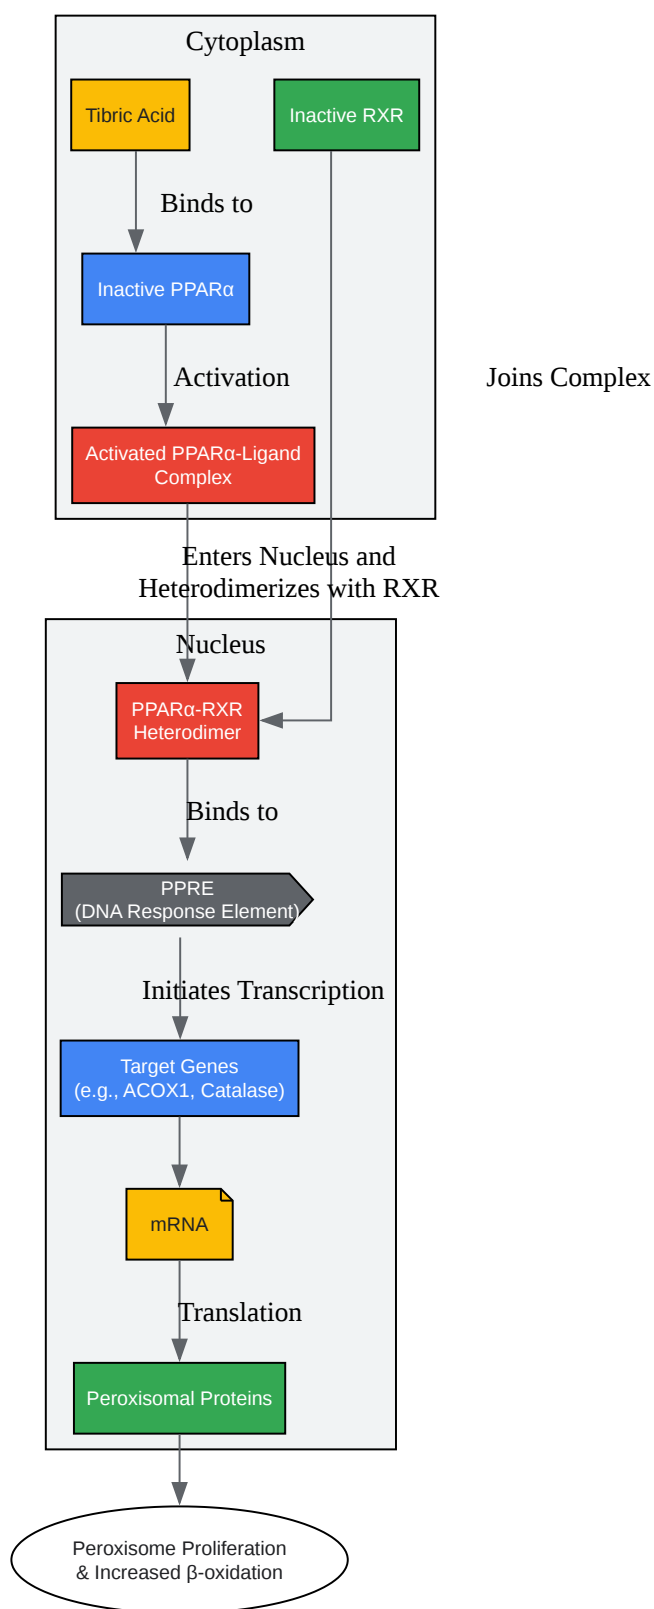 Cytoplasm
Tibric Acid
Inactive RXR
Binds to
Inactive PPARα
Activation
Joins Complex
Activated PPARα-Ligand
Complex
Enters Nucleus and
Heterodimerizes with RXR
Nucleus
PPARα-RXR
Heterodimer
Binds to
PPRE
(DNA Response Element)
Initiates Transcription
Target Genes
(e.g., ACOX1, Catalase)
mRNA
Translation
Peroxisomal Proteins
Peroxisome Proliferation
& Increased β-oxidation